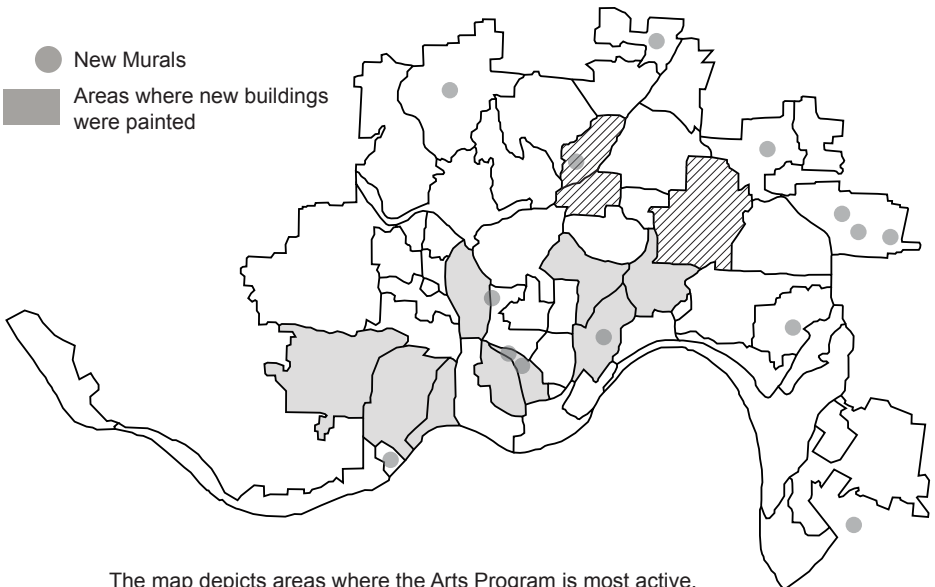 New Murals
Areas where new buildings
were painted
The map depicts areas where the Arts Program is most active.